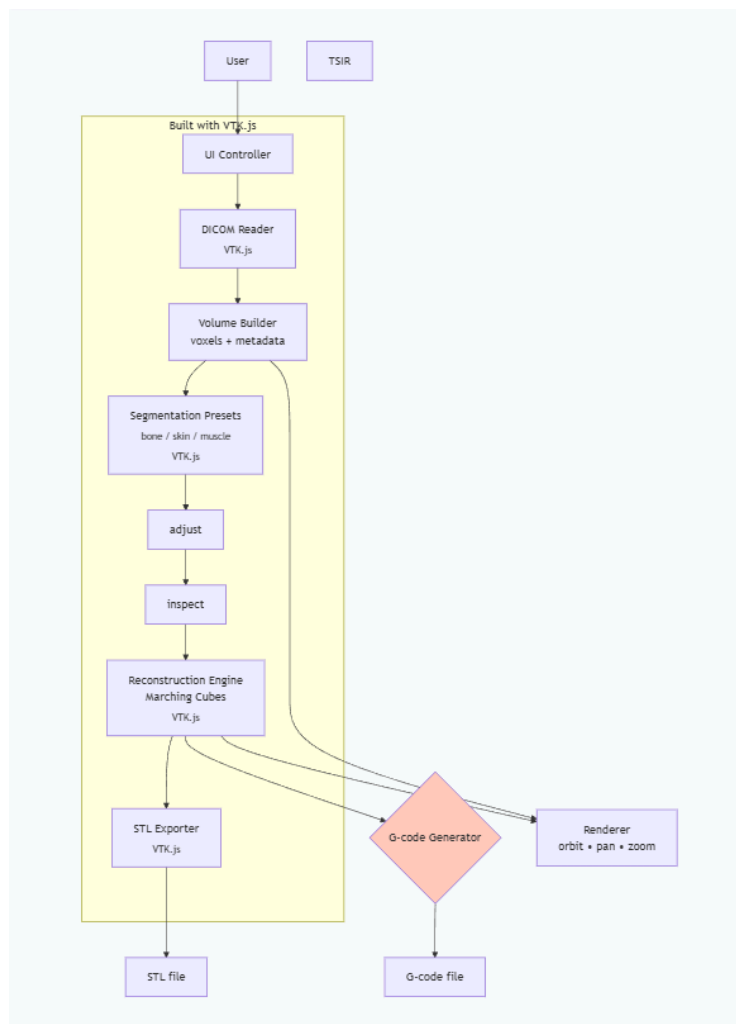 User
TSIR
Built with VTK.js
UI Controller
DICOM Reader
VTK.js
Volume Builder
voxels + metadata
Segmentation Presets
bone / skin / muscle
VTK.js
adjust
inspect
Reconstruction Engine
Marching Cubes
VTK.js
STL Exporter
VTK.js
G-code Generator
Renderer
orbit • pan • zoom
STL file
G-code file